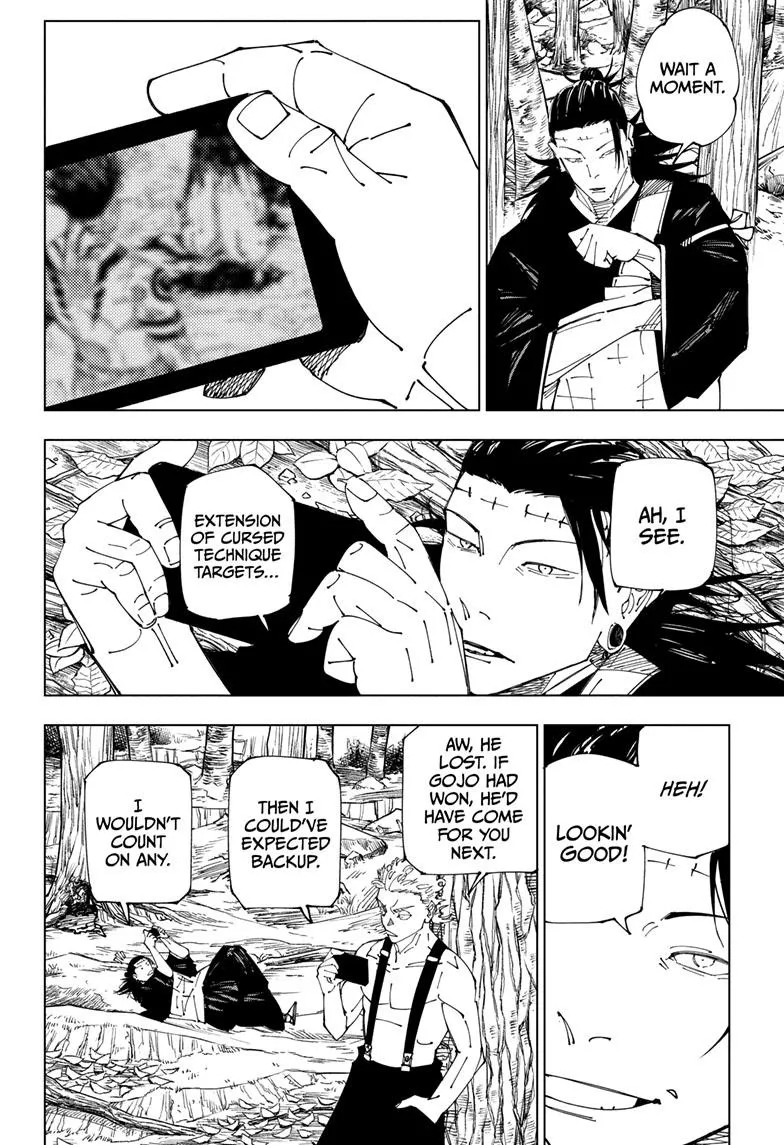 WAIT A
MOMENT.
AH, I
SEE.
EXTENSION
OF CURSED
TECHNIQUE
TARGETS...
HEH!
LOOKIN'
GOOD!
AW, HE
LOST. IF
GOJO HAD
WON, HE'D
HAVE COME
FOR YOU
NEXT.
THEN I
COULD'VE
EXPECTED
BACKUP.
I
WOULDN'T
COUNT
ON ANY.